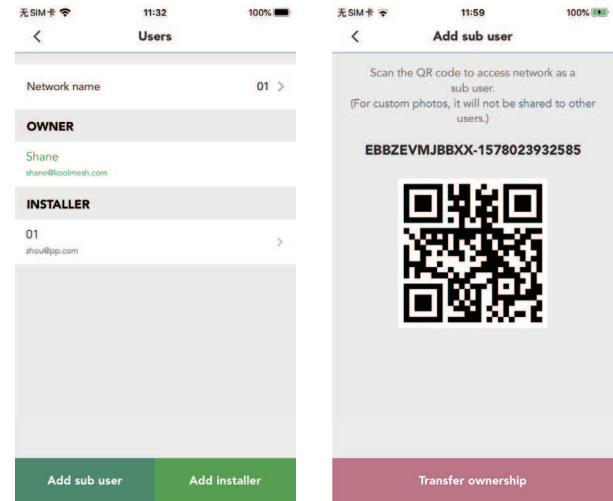 无SIM卡 11:32 100%
Users
Network name 01
OWNER
Shane
shane@koolmesh.com
INSTALLER
01
zhou@pp.com
Add sub user Add installer
无SIM卡 11:59 100%
Add sub user
Scan the QR code to access network as a
sub user.
(For custom photos, it will not be shared to other
users.)
EBBZEVMJBBXX-1578023932585
Transfer ownership